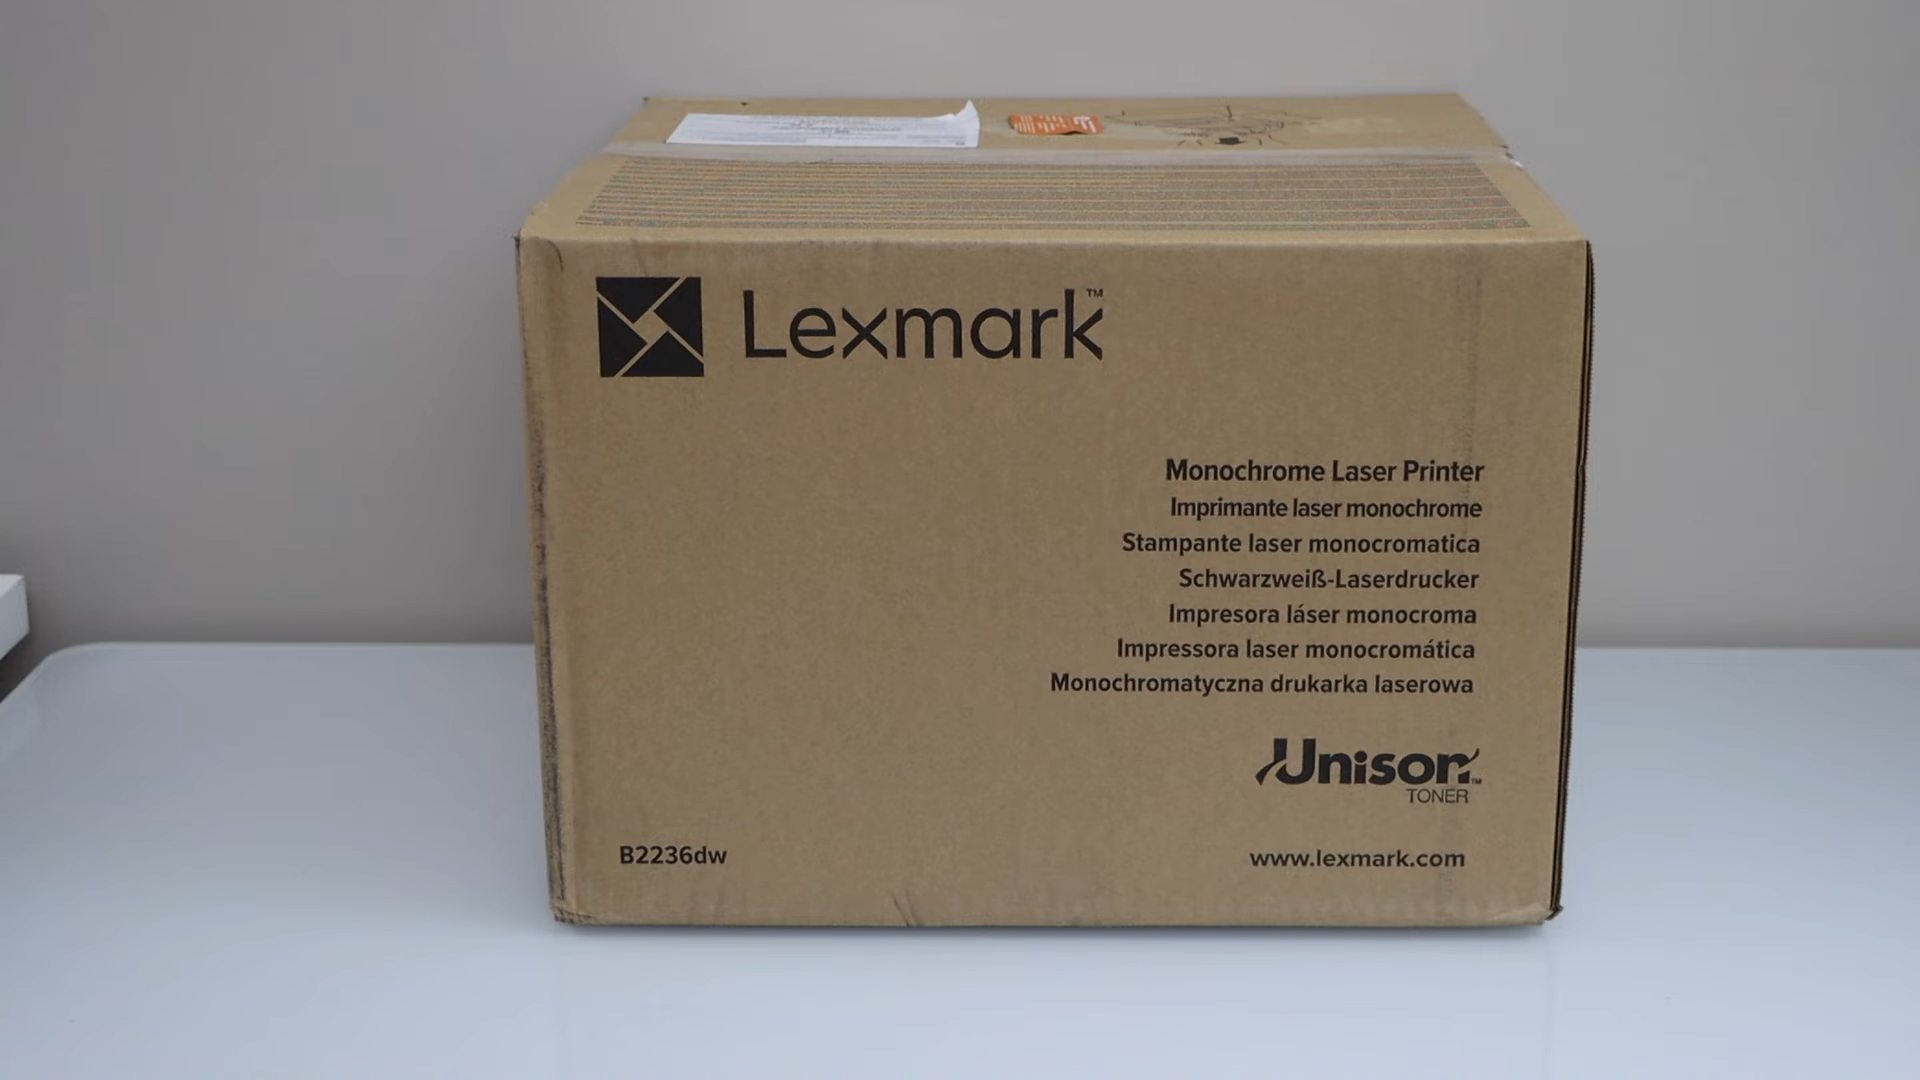 Lexmark™
Monochrome Laser Printer
Imprimante laser monochrome
Stampante laser monocromatica
Schwarzweiß-Laserdrucker
Impresora láser monocroma
Impressora laser monocromática
Monochromatyczna drukarka laserowa
Unison™
TONER
B2236dw
www.lexmark.com